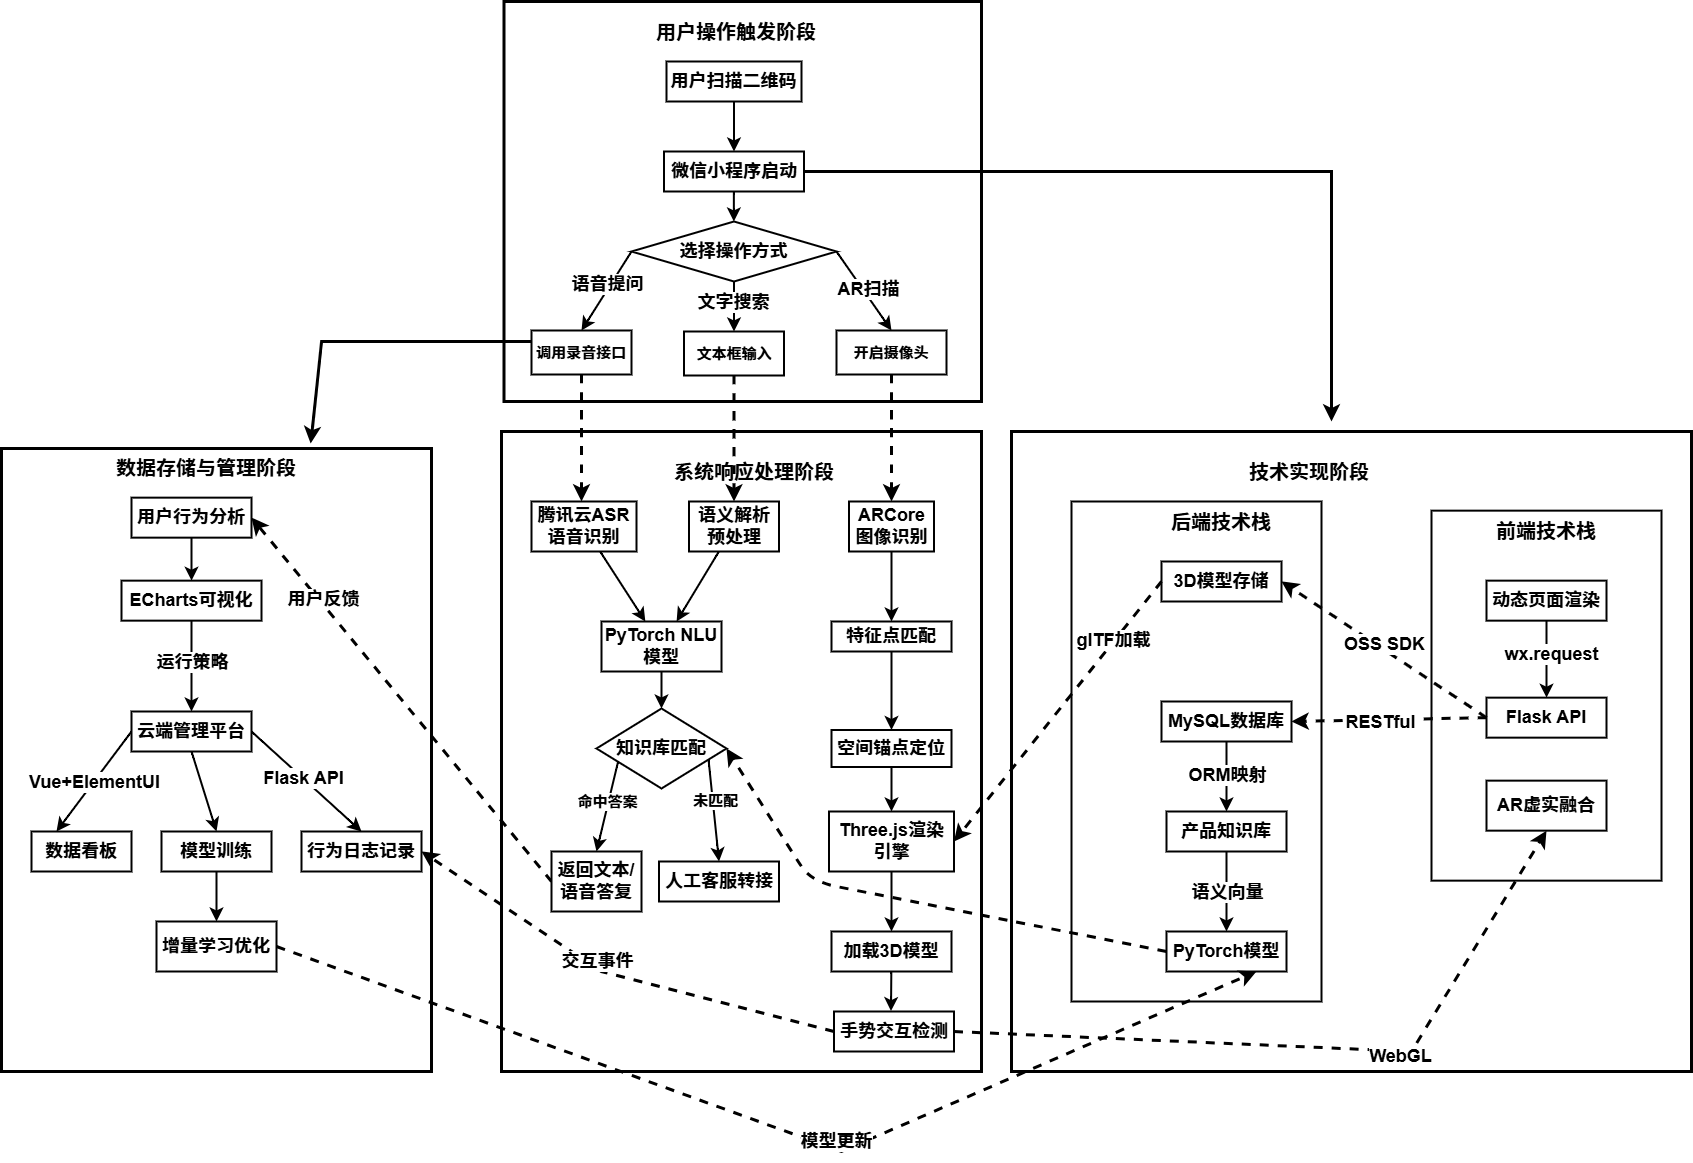 用户操作触发阶段
用户扫描二维码
微信小程序启动
选择操作方式
语音提问
文字搜索
AR扫描
调用录音接口
文本框输入
开启摄像头
数据存储与管理阶段
用户行为分析
ECharts可视化
运行策略
云端管理平台
Vue+ElementUI
Flask API
数据看板
模型训练
行为日志记录
增量学习优化
用户反馈
系统响应处理阶段
腾讯云ASR
语音识别
语义解析
预处理
ARCore
图像识别
PyTorch NLU
模型
特征点匹配
知识库匹配
空间锚点定位
命中答案
未匹配
Three.js渲染
引擎
返回文本/
语音答复
人工客服转接
加载3D模型
交互事件
手势交互检测
技术实现阶段
后端技术栈
3D模型存储
glTF加载
MySQL数据库
ORM映射
产品知识库
语义向量
PyTorch模型
前端技术栈
动态页面渲染
OSS SDK
wx.request
RESTful
Flask API
AR虚实融合
WebGL
模型更新